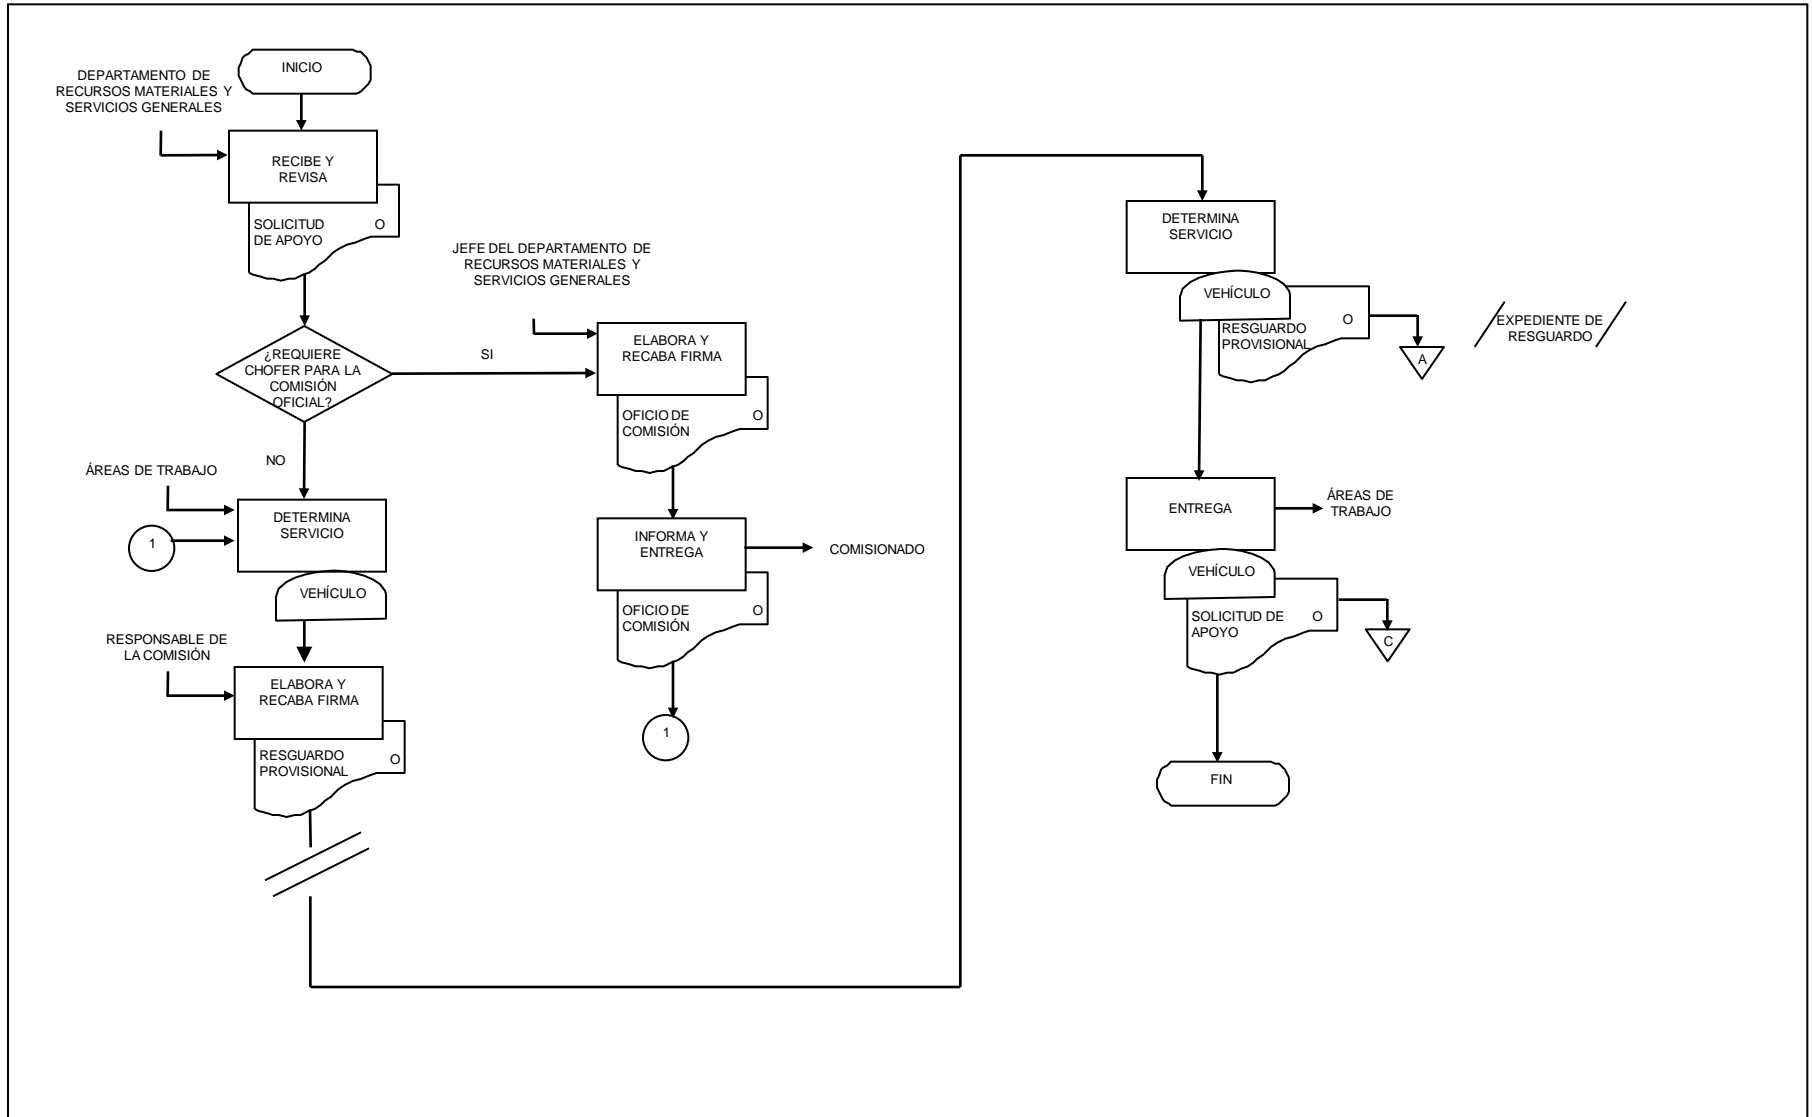 INICIO
DEPARTAMENTO DE
RECURSOS MATERIALES Y
SERVICIOS GENERALES
RECIBE Y
REVISA
SOLICITUD O
DE APOYO
¿REQUIERE
CHOFER PARA LA
COMISIÓN
OFICIAL?
SI
NO
ÁREAS DE TRABAJO
DETERMINA
SERVICIO
1
VEHÍCULO
RESPONSABLE DE
LA COMISIÓN
ELABORA Y
RECABA FIRMA
RESGUARDO O
PROVISIONAL
JEFE DEL DEPARTAMENTO DE
RECURSOS MATERIALES Y
SERVICIOS GENERALES
ELABORA Y
RECABA FIRMA
OFICIO DE O
COMISIÓN
INFORMA Y
ENTREGA
COMISIONADO
OFICIO DE O
COMISIÓN
1
DETERMINA
SERVICIO
VEHÍCULO
RESGUARDO O
PROVISIONAL
A
EXPEDIENTE DE
RESGUARDO
ENTREGA
ÁREAS DE
TRABAJO
VEHÍCULO
SOLICITUD DE O
APOYO
C
FIN